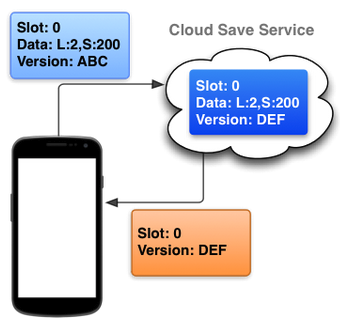 Slot: 0
Data: L:2,S:200
Version: ABC
Cloud Save Service
Slot: 0
Data: L:2,S:200
Version: DEF
Slot: 0
Version: DEF